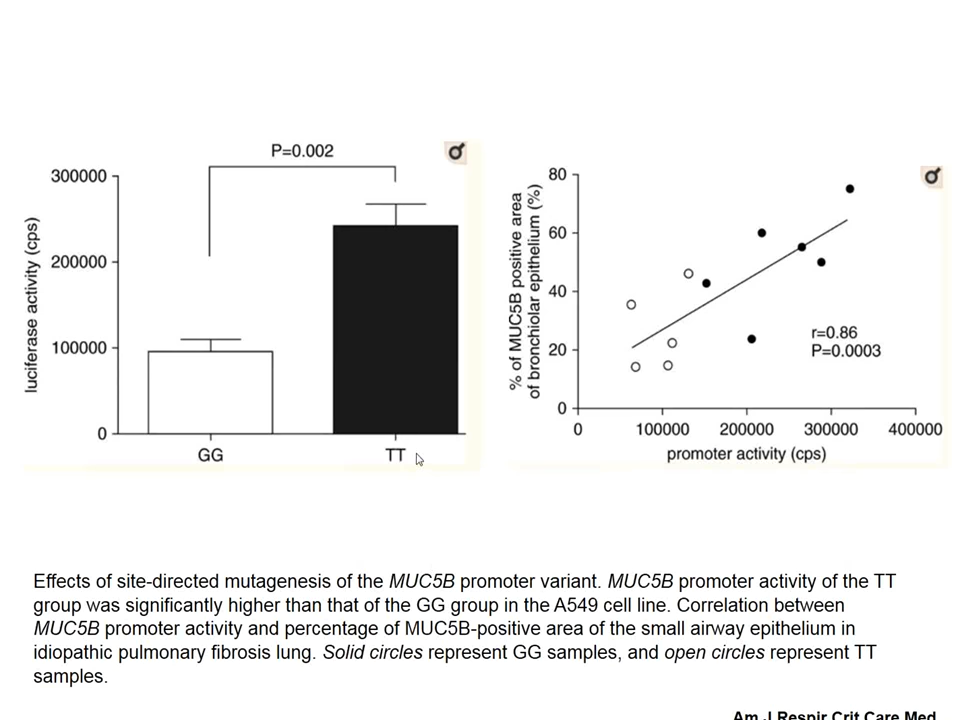 P=0.002
300000
200000
100000
0
luciferase activity (cps)
GG
TT
80
60
40
20
0
% of MUC5B positive area
of bronchiolar epithelium (%)
r=0.86
P=0.0003
0
100000
200000
300000
400000
promoter activity (cps)
Effects of site-directed mutagenesis of the MUC5B promoter variant. MUC5B promoter activity of the TT
group was significantly higher than that of the GG group in the A549 cell line. Correlation between
MUC5B promoter activity and percentage of MUC5B-positive area of the small airway epithelium in
idiopathic pulmonary fibrosis lung. Solid circles represent GG samples, and open circles represent TT
samples.
Am J Respir Crit Care Med